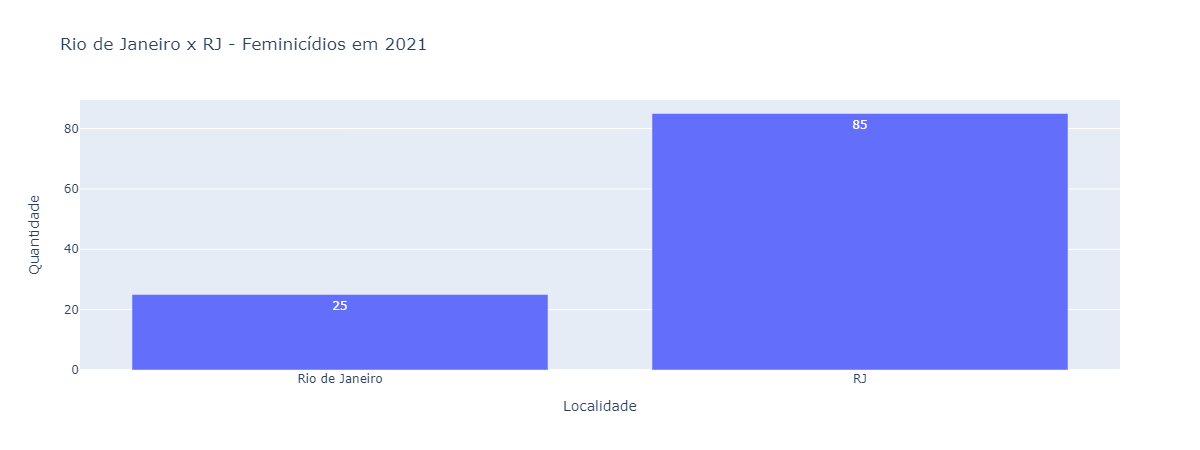 Rio de Janeiro x RJ - Feminicídios em 2021
80
60
40
20
0
Quantidade
25
85
Rio de Janeiro
RJ
Localidade